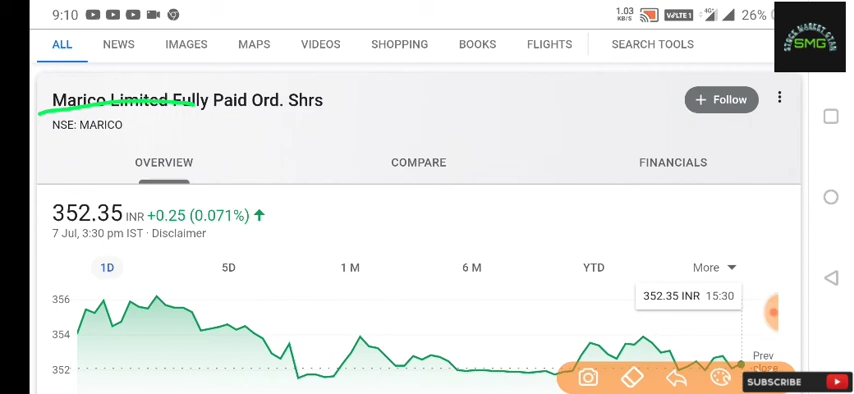 9:10
1.03 KB/S VoLTE 1 4G 26%
ALL NEWS IMAGES MAPS VIDEOS SHOPPING BOOKS FLIGHTS SEARCH TOOLS
STOCK MARKET
SMG
Marico Limited Fully Paid Ord. Shrs
+ Follow
NSE: MARICO
OVERVIEW COMPARE FINANCIALS
352.35 INR +0.25 (0.071%)
7 Jul, 3:30 pm IST · Disclaimer
1D 5D 1 M 6 M YTD More
352.35 INR 15:30
356
354
352
Prev
close
SUBSCRIBE